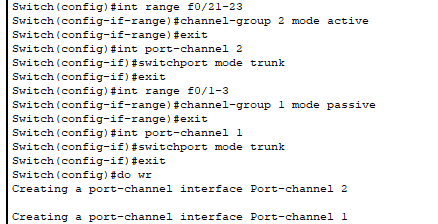 Switch(config)#int range f0/21-23
Switch(config-if-range)#channel-group 2 mode active
Switch(config-if-range)#exit
Switch(config)#int port-channel 2
Switch(config-if)#switchport mode trunk
Switch(config-if)#exit
Switch(config)#int range f0/1-3
Switch(config-if-range)#channel-group 1 mode passive
Switch(config-if-range)#exit
Switch(config)#int port-channel 1
Switch(config-if)#switchport mode trunk
Switch(config-if)#exit
Switch(config)#do wr
Creating a port-channel interface Port-channel 2
Creating a port-channel interface Port-channel 1